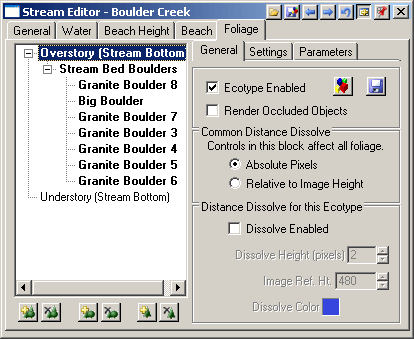 Stream Editor - Boulder Creek
General Water Beach Height Beach Foliage
Overstory (Stream Bottom)
Stream Bed Boulders
Granite Boulder 8
Big Boulder
Granite Boulder 7
Granite Boulder 3
Granite Boulder 4
Granite Boulder 5
Granite Boulder 6
Understory (Stream Bottom)
General Settings Parameters
Ecotype Enabled
Render Occluded Objects
Common Distance Dissolve
Controls in this block affect all foliage.
Absolute Pixels
Relative to Image Height
Distance Dissolve for this Ecotype
Dissolve Enabled
Dissolve Height (pixels) 2
Image Ref. Ht. 480
Dissolve Color